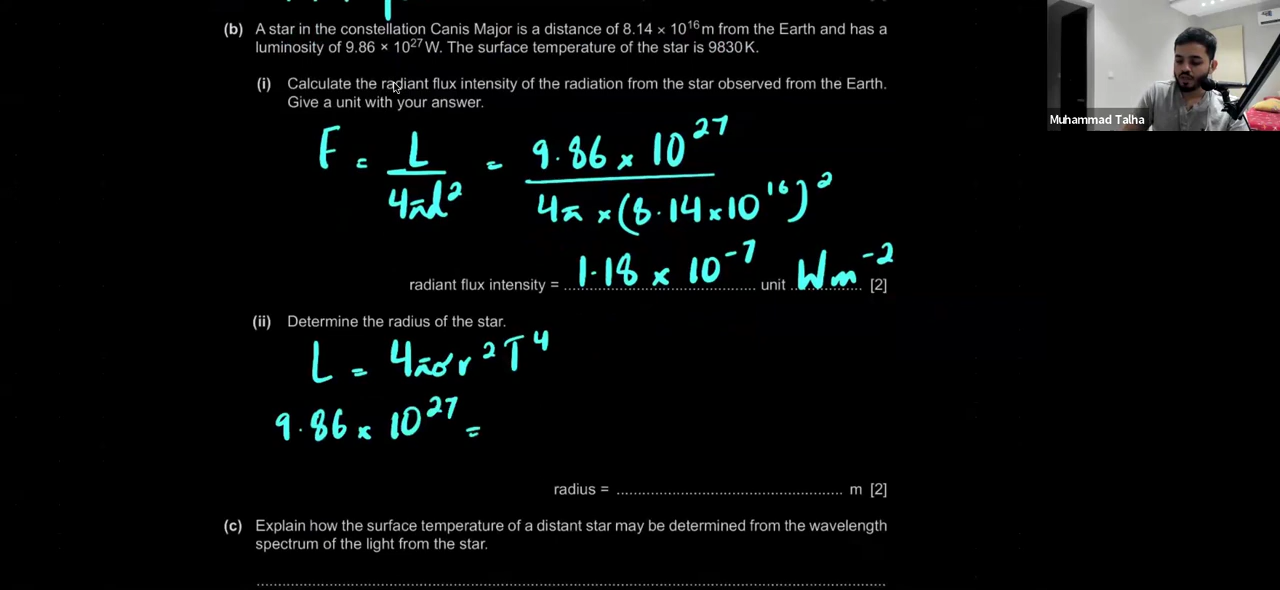 (b) A star in the constellation Canis Major is a distance of 8.14 × 10¹⁶ m from the Earth and has a
luminosity of 9.86 × 10²⁷ W. The surface temperature of the star is 9830 K.
Muhammad Talha
(i) Calculate the radiant flux intensity of the radiation from the star observed from the Earth.
Give a unit with your answer.
F = L / 4πd² = 9.86 × 10²⁷ / 4π × (8.14 × 10¹⁶)²
radiant flux intensity = 1.18 × 10⁻⁷ unit Wm⁻² [2]
(ii) Determine the radius of the star.
L = 4πσr²T⁴
9.86 × 10²⁷ =
radius = .................................................... m [2]
(c) Explain how the surface temperature of a distant star may be determined from the wavelength
spectrum of the light from the star.